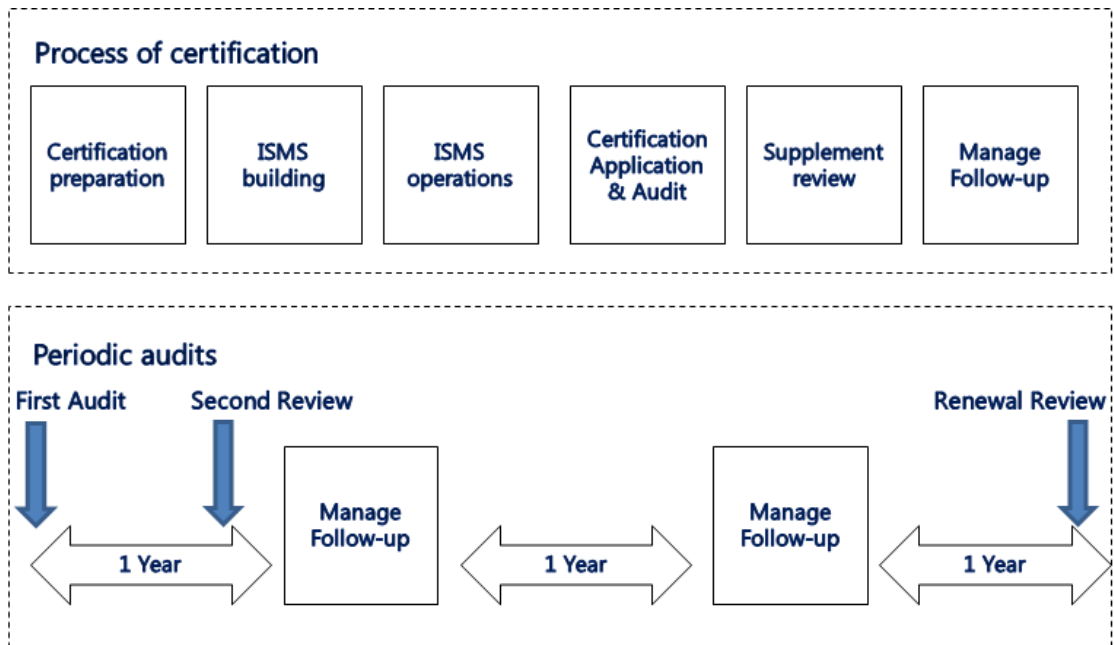 Process of certification
Certification
preparation
ISMS
building
ISMS
operations
Certification
Application
& Audit
Supplement
review
Manage
Follow-up
Periodic audits
First Audit
Second Review
Renewal Review
Manage
Follow-up
Manage
Follow-up
1 Year
1 Year
1 Year